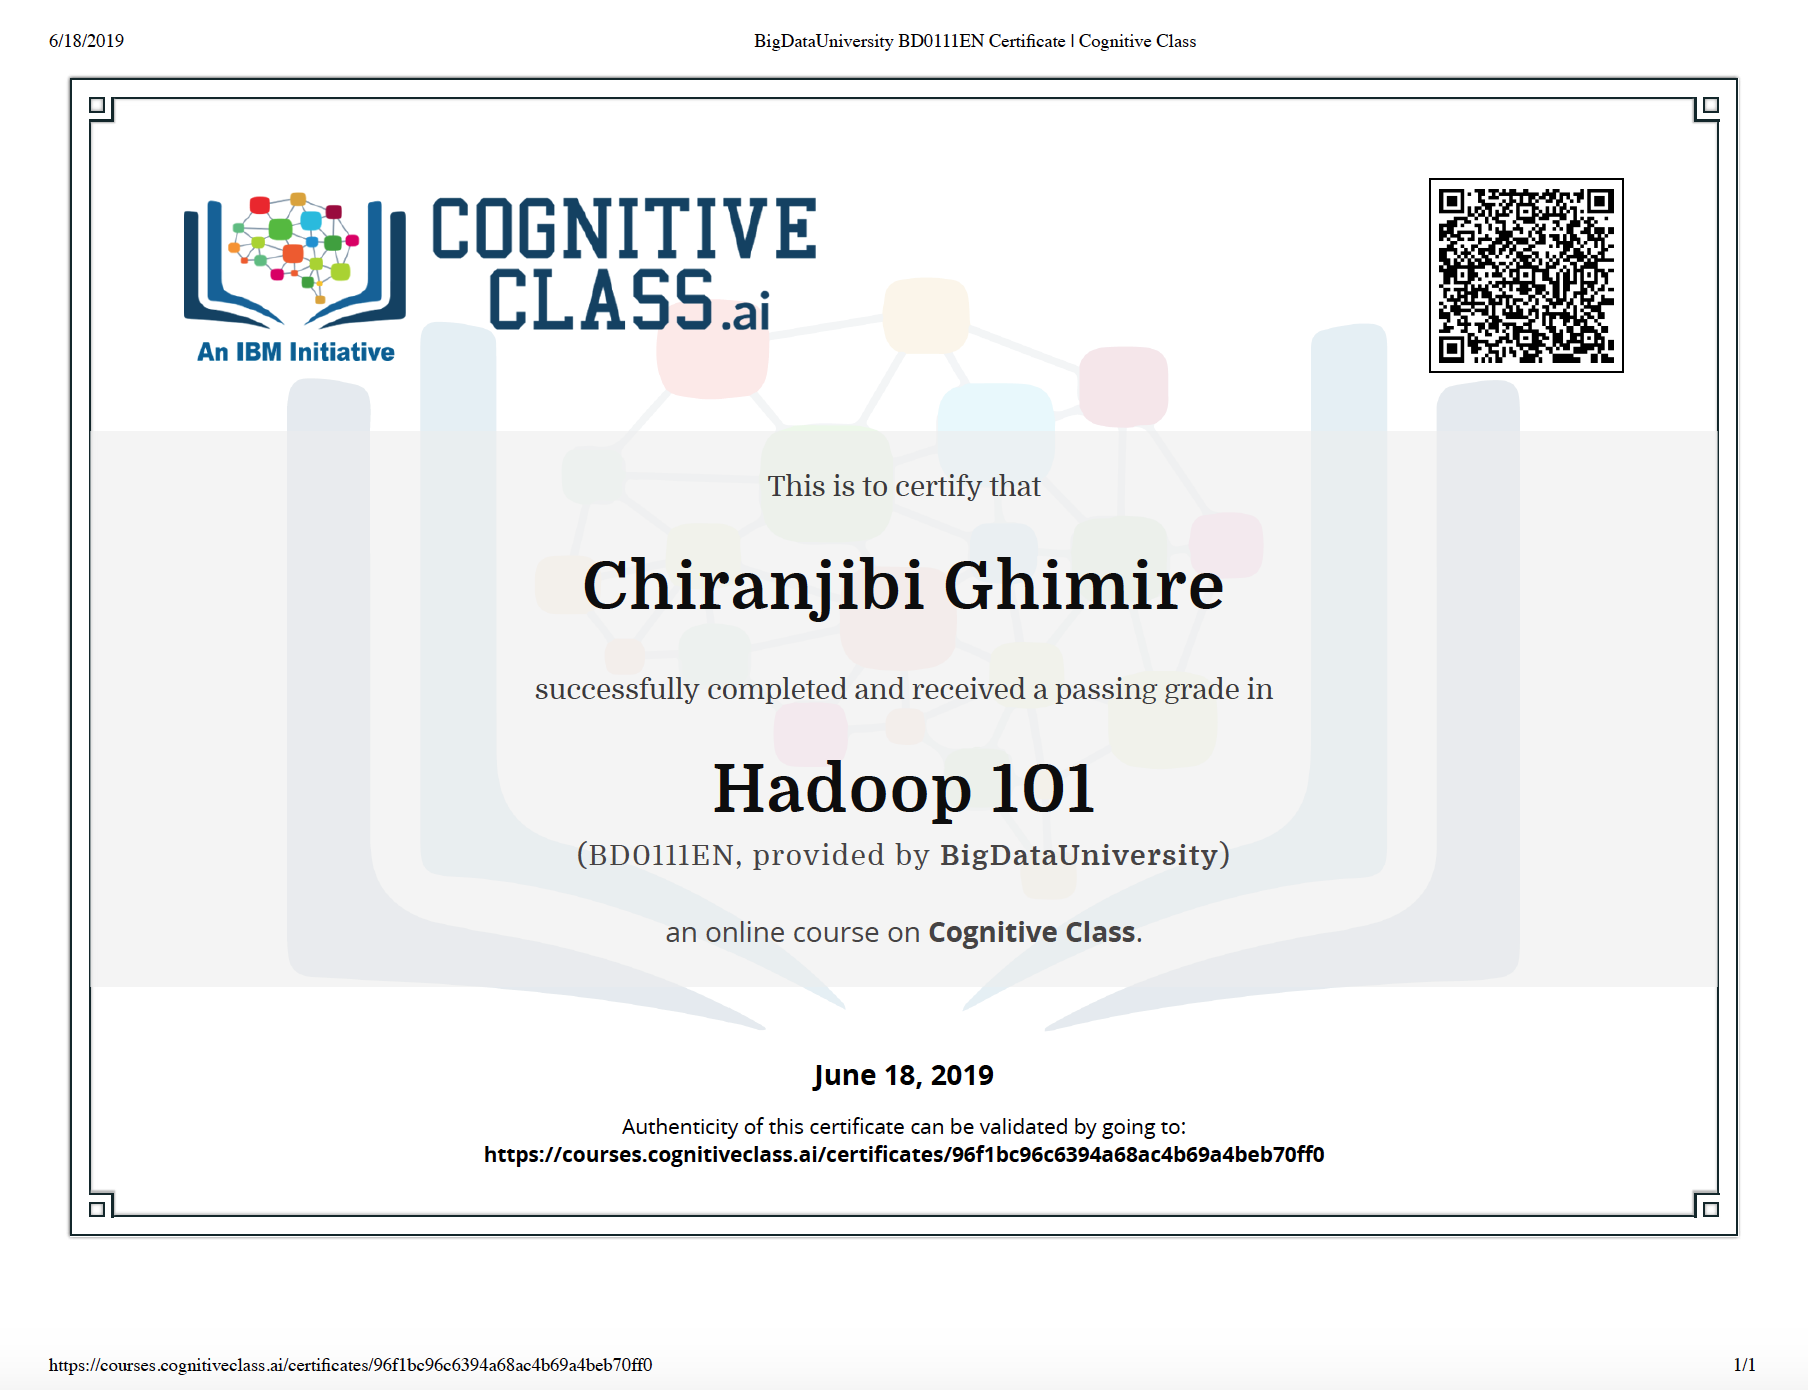 6/18/2019
BigDataUniversity BD0111EN Certificate | Cognitive Class
COGNITIVE
CLASS.ai
An IBM Initiative
This is to certify that
Chiranjibi Ghimire
successfully completed and received a passing grade in
Hadoop 101
(BD0111EN, provided by BigDataUniversity)
an online course on Cognitive Class.
June 18, 2019
Authenticity of this certificate can be validated by going to:
https://courses.cognitiveclass.ai/certificates/96f1bc96c6394a68ac4b69a4beb70ff0
https://courses.cognitiveclass.ai/certificates/96f1bc96c6394a68ac4b69a4beb70ff0
1/1